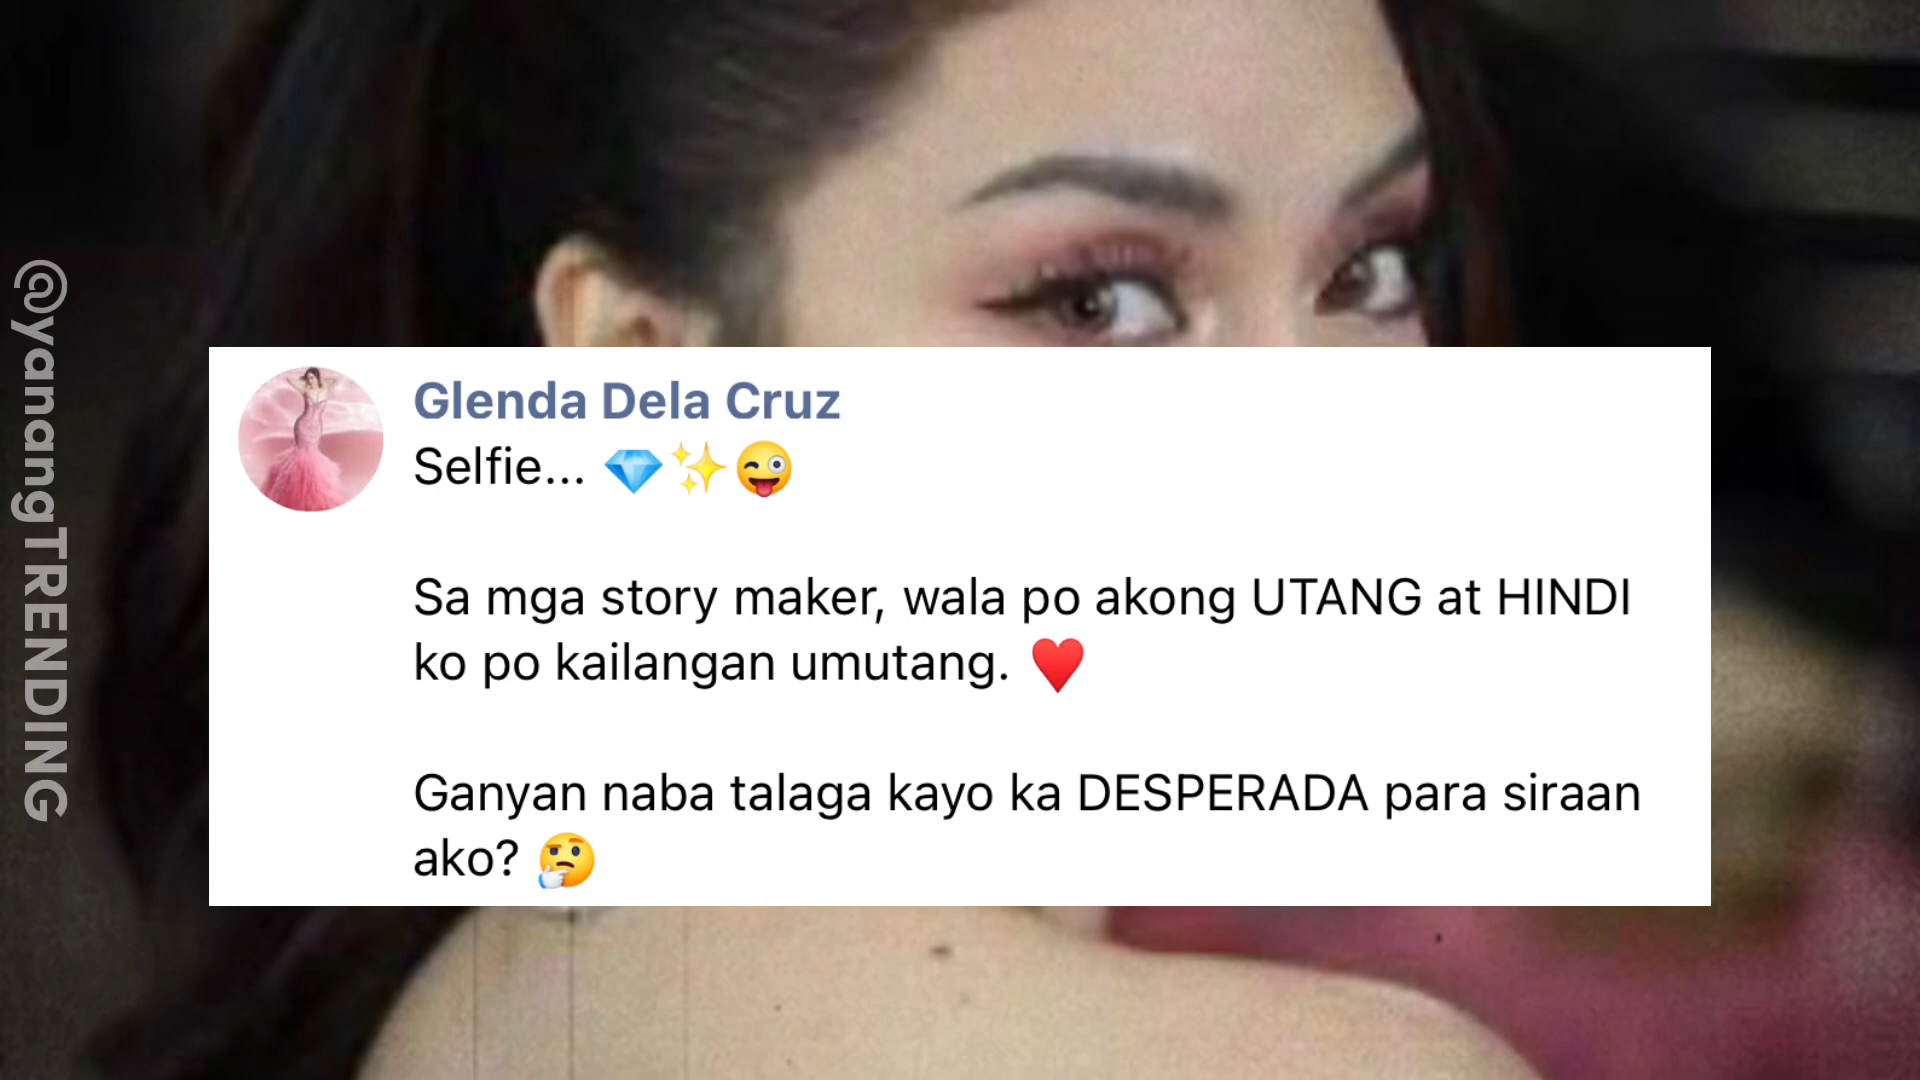 @yanangTRENDING
Glenda Dela Cruz
Selfie... 💎✨😜
Sa mga story maker, wala po akong UTANG at HINDI
ko po kailangan umutang. ♥️
Ganyan naba talaga kayo ka DESPERADA para siraan
ako? 🤔